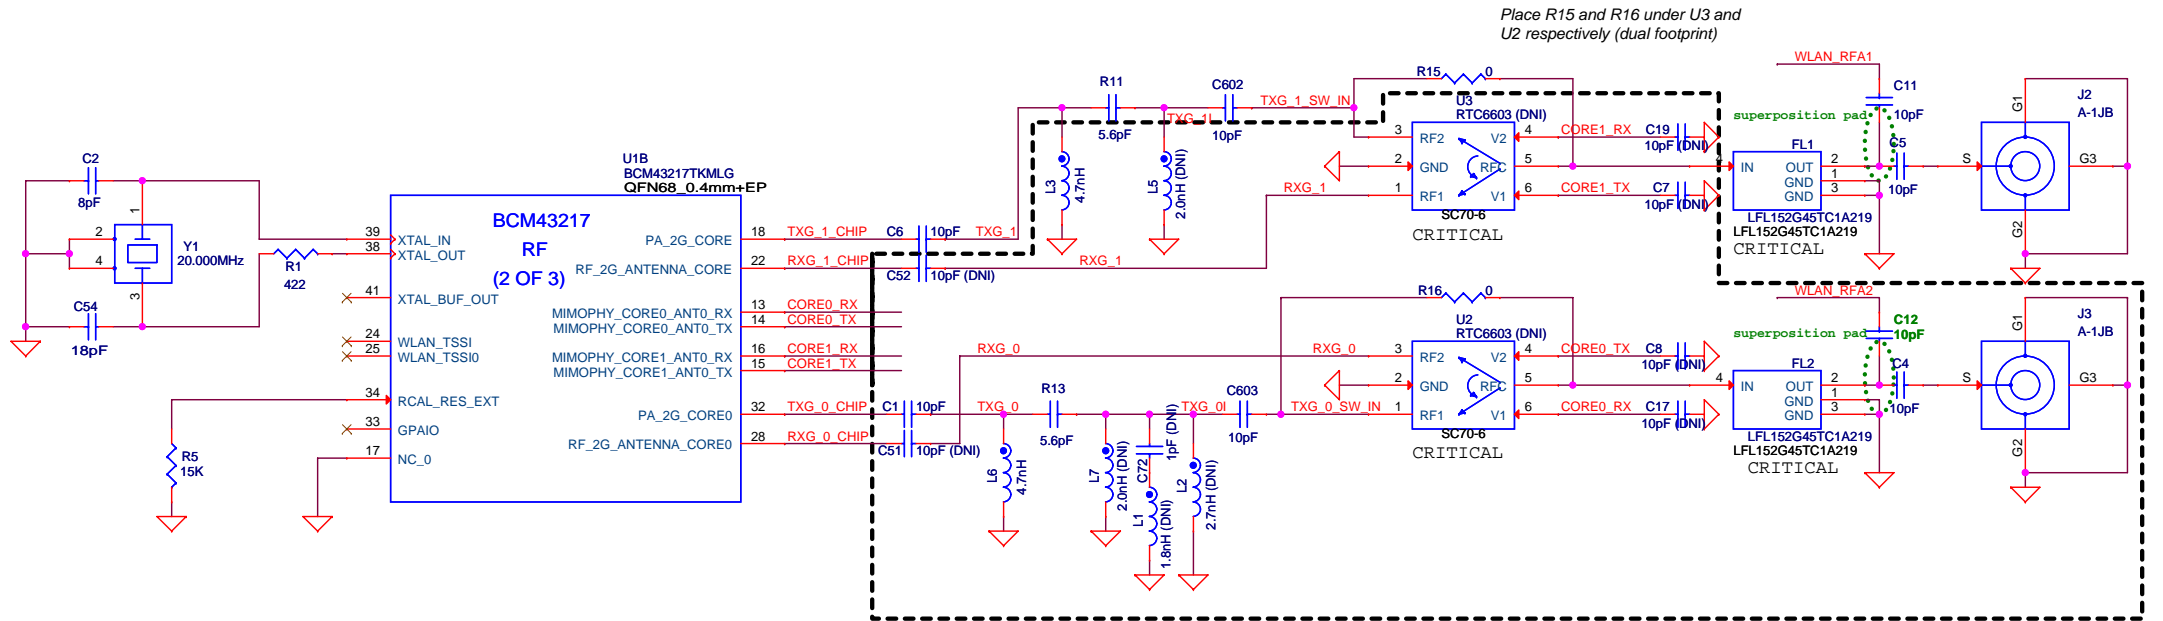 Place R15 and R16 under U3 and
U2 respectively (dual footprint)
C2
8pF
1
2
4
3
Y1
20.000MHz
R1
422
C54
18pF
R5
15K
U1B
BCM43217TKMLG
QFN68_0.4mm+EP
BCM43217
RF
(2 OF 3)
39
XTAL_IN
38
XTAL_OUT
41
XTAL_BUF_OUT
24
WLAN_TSSI
25
WLAN_TSSI0
34
RCAL_RES_EXT
33
GPAIO
17
NC_0
PA_2G_CORE
18
TXG_1_CHIP
RF_2G_ANTENNA_CORE
22
RXG_1_CHIP
MIMOPHY_CORE0_ANT0_RX
13
CORE0_RX
MIMOPHY_CORE0_ANT0_TX
14
CORE0_TX
MIMOPHY_CORE1_ANT0_RX
16
CORE1_RX
MIMOPHY_CORE1_ANT0_TX
15
CORE1_TX
PA_2G_CORE0
32
TXG_0_CHIP
RF_2G_ANTENNA_CORE0
28
RXG_0_CHIP
C6
10pF
TXG_1
C52
10pF (DNI)
RXG_1
RXG_1
L3
4.7nH
R11
5.6pF
TXG_1I
L5
2.0nH (DNI)
C602
10pF
TXG_1_SW_IN
R15
0
U3
RTC6603 (DNI)
3
RF2
2
GND
1
RF1
V2
4
CORE1_RX
RFC
5
V1
6
CORE1_TX
SC70-6
CRITICAL
C19
10pF (DNI)
C7
10pF (DNI)
4
IN
FL1
OUT
2
GND
1
GND
3
LFL152G45TC1A219
LFL152G45TC1A219
CRITICAL
WLAN_RFA1
C11
10pF
superposition pad
C5
10pF
S
G1
G2
G3
J2
A-1JB
C1
10pF
TXG_0
C51
10pF (DNI)
RXG_0
RXG_0
L6
4.7nH
R13
5.6pF
L7
2.0nH (DNI)
C72
1pF (DNI)
L1
1.8nH (DNI)
L2
2.7nH (DNI)
TXG_0I
C603
10pF
TXG_0_SW_IN
R16
0
U2
RTC6603 (DNI)
3
RF2
2
GND
1
RF1
V2
4
CORE0_TX
RFC
5
V1
6
CORE0_RX
SC70-6
CRITICAL
C8
10pF (DNI)
C17
10pF (DNI)
4
IN
FL2
OUT
2
GND
1
GND
3
LFL152G45TC1A219
LFL152G45TC1A219
CRITICAL
WLAN_RFA2
C12
10pF
superposition pad
C4
10pF
S
G1
G2
G3
J3
A-1JB